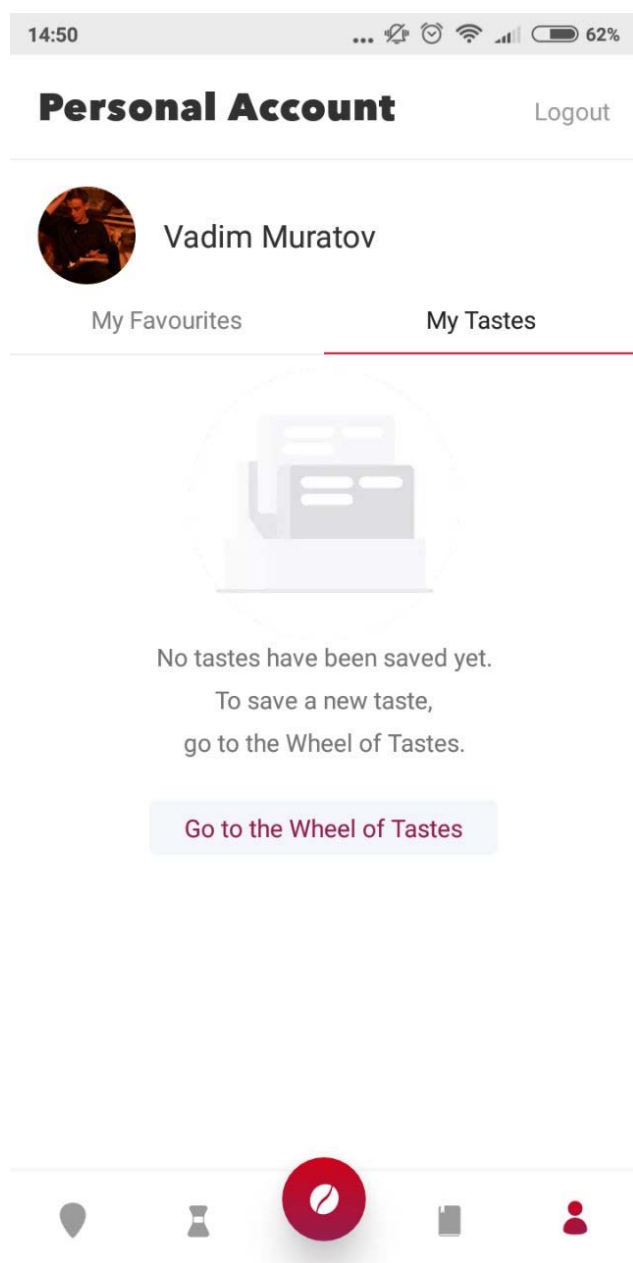 14:50
... 62%
Personal Account
Logout
Vadim Muratov
My Favourites
My Tastes
No tastes have been saved yet.
To save a new taste,
go to the Wheel of Tastes.
Go to the Wheel of Tastes